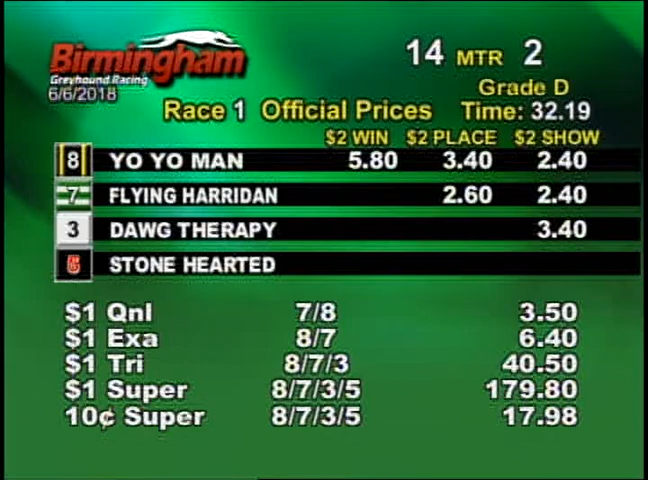 Birmingham
Greyhound Racing
6/6/2018
14 MTR 2
Grade D
Race 1 Official Prices Time: 32.19
$2 WIN $2 PLACE $2 SHOW
8 YO YO MAN 5.80 3.40 2.40
7 FLYING HARRIDAN 2.60 2.40
3 DAWG THERAPY 3.40
5 STONE HEARTED
$1 Qnl 7/8 3.50
$1 Exa 8/7 6.40
$1 Tri 8/7/3 40.50
$1 Super 8/7/3/5 179.80
10¢ Super 8/7/3/5 17.98